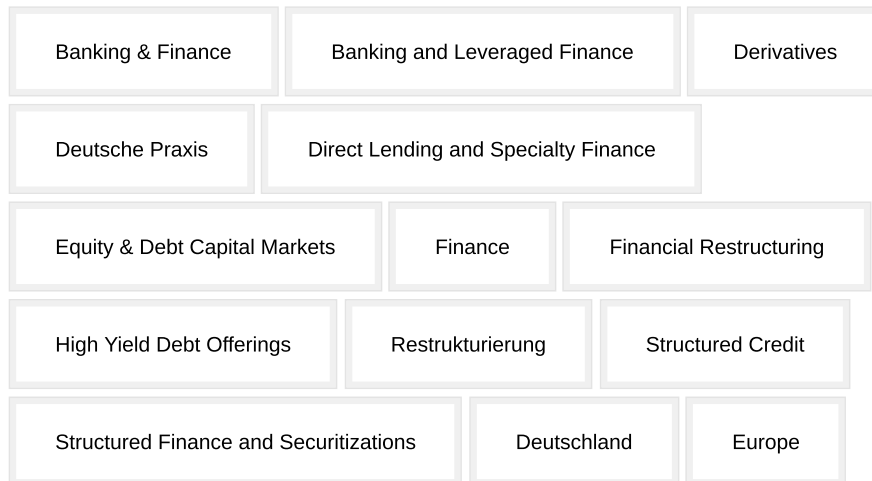 Banking & Finance
Banking and Leveraged Finance
Derivatives
Deutsche Praxis
Direct Lending and Specialty Finance
Equity & Debt Capital Markets
Finance
Financial Restructuring
High Yield Debt Offerings
Restrukturierung
Structured Credit
Structured Finance and Securitizations
Deutschland
Europe